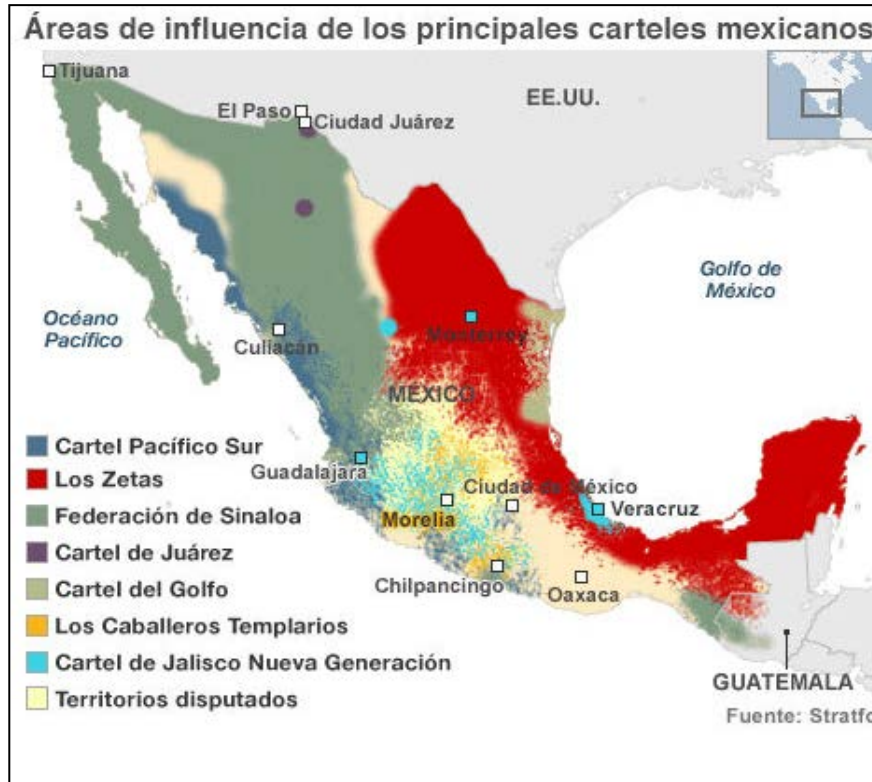 Áreas de influencia de los principales carteles mexicanos
Tijuana
El Paso
Ciudad Juárez
EE.UU.
Golfo de
México
Océano
Pacífico
Culiacán
Monterrey
MÉXICO
Cartel Pacífico Sur
Los Zetas
Federación de Sinaloa
Cartel de Juárez
Cartel del Golfo
Los Caballeros Templarios
Cartel de Jalisco Nueva Generación
Territorios disputados
Guadalajara
Ciudad de México
Morelia
Veracruz
Chilpancingo
Oaxaca
GUATEMALA
Fuente: Stratfo